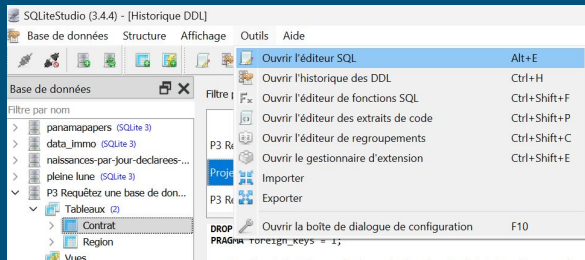 SQLiteStudio (3.4.4) - [Historique DDL]
Base de données Structure Affichage Outils Aide
Ouvrir l'éditeur SQL Alt+E
Ouvrir l'historique des DDL Ctrl+H
Ouvrir l'éditeur de fonctions SQL Ctrl+Shift+F
Ouvrir l'éditeur des extraits de code Ctrl+Shift+P
Ouvrir l'éditeur de regroupements Ctrl+Shift+C
Ouvrir le gestionnaire d'extension Ctrl+Shift+E
Importer
Exporter
Ouvrir la boîte de dialogue de configuration F10
Base de données
Filtre par nom
panamapapers (SQLite 3)
data_immo (SQLite 3)
naissances-par-jour-declarees-...
pleine lune (SQLite 3)
P3 Requêtez une base de don...
Tableaux (2)
Contrat
Region
Vues
Filtre
P3 Re
Proje
P3 Re
DROP
PRAGMA foreign_keys = 1;